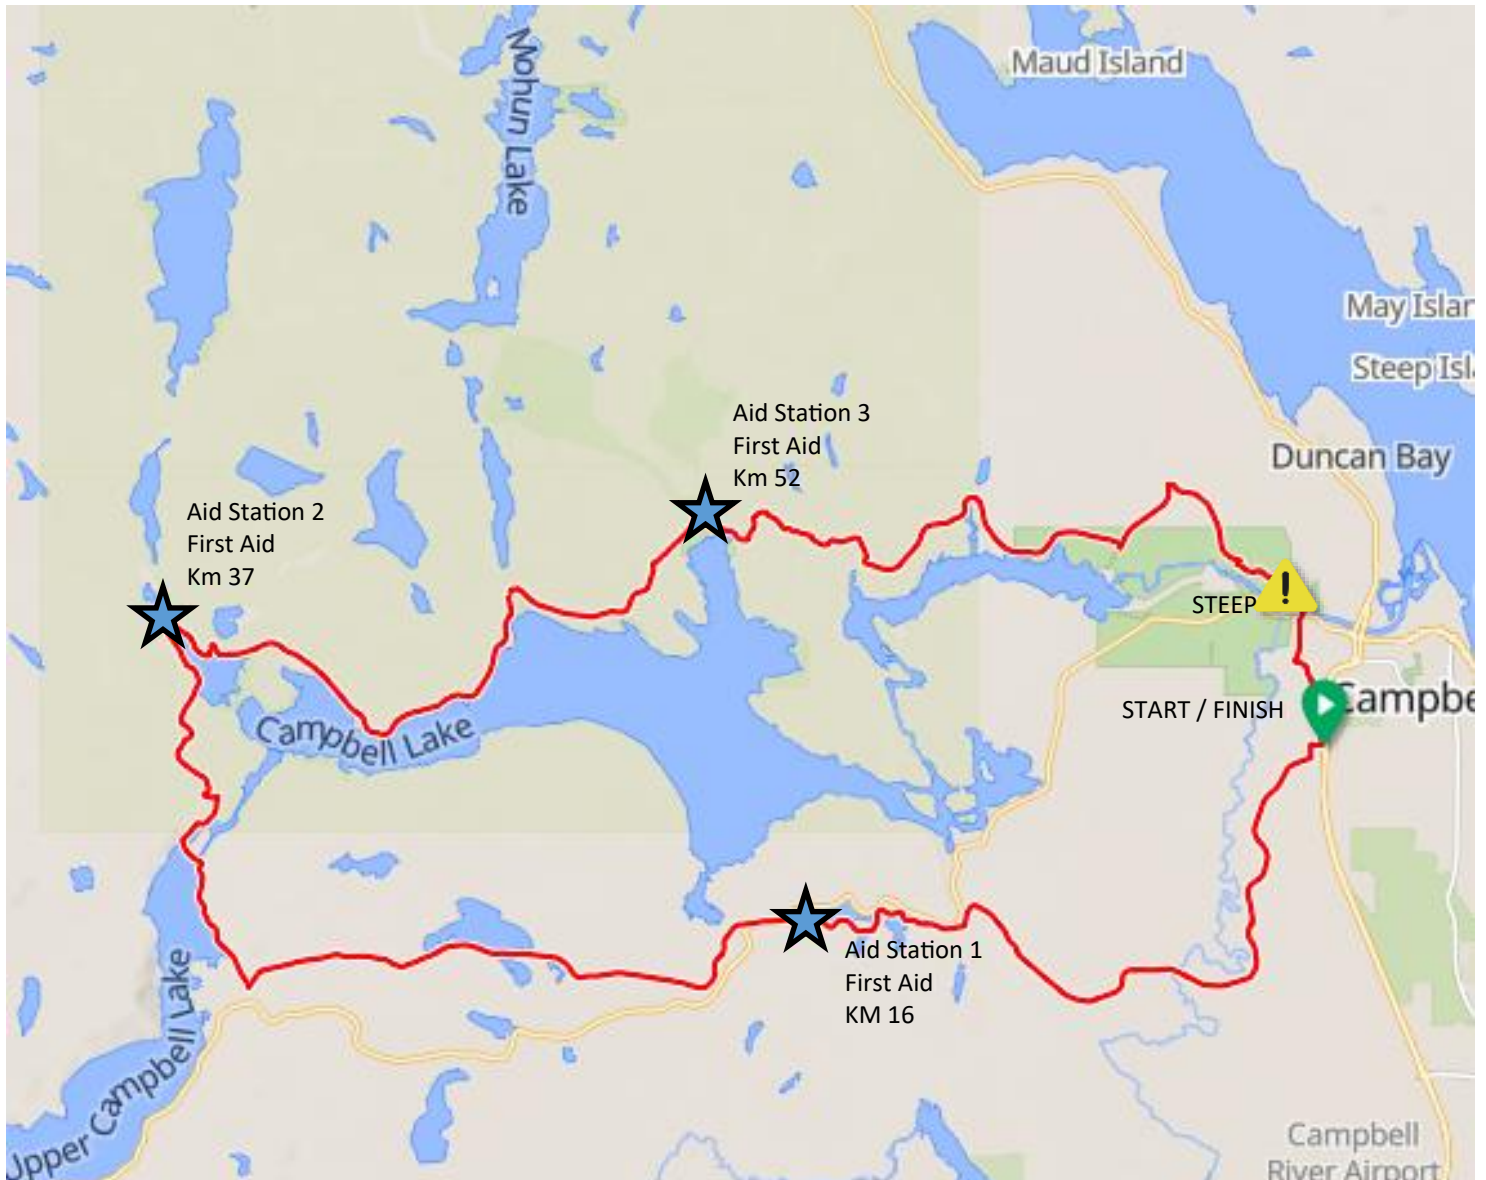 Maud Island
Mohun Lake
May Islan
Steep Isl
Duncan Bay
Aid Station 3
First Aid
Km 52
Aid Station 2
First Aid
Km 37
STEEP
!
START / FINISH
Campbe
Campbell Lake
Aid Station 1
First Aid
KM 16
Upper Campbell Lake
Campbell
River Airport